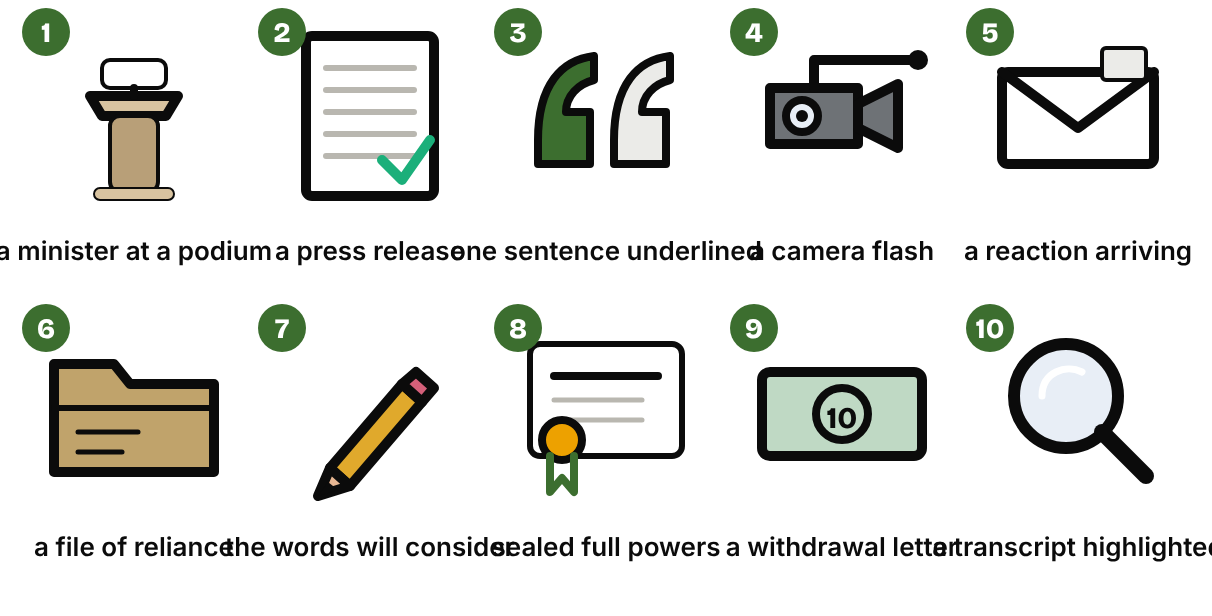 1
2
3
4
5
a minister at a podium
a press release
one sentence underlined
a camera flash
a reaction arriving
6
7
8
9
10
10
a file of reliance
the words will consider
sealed full powers
a withdrawal letter
a transcript highlighted